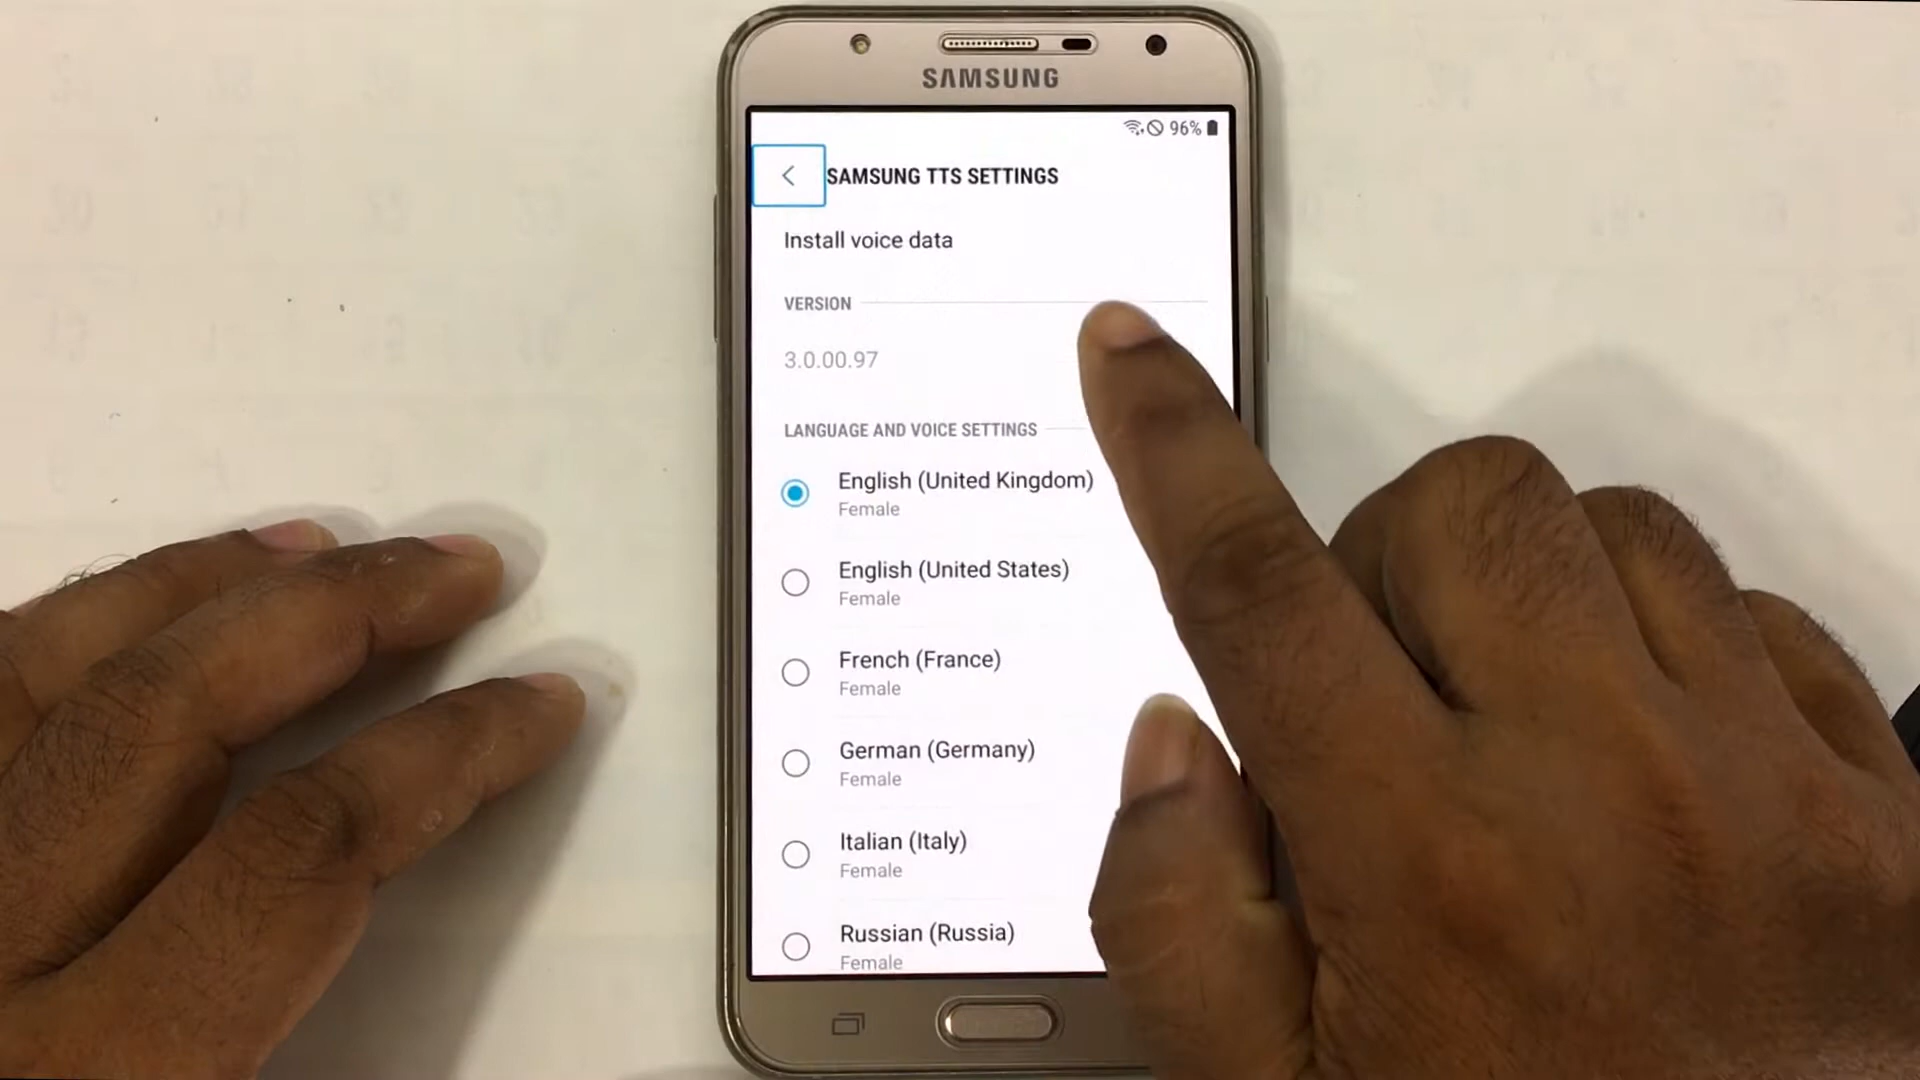 SAMSUNG
96%
SAMSUNG TTS SETTINGS
Install voice data
VERSION
3.0.00.97
LANGUAGE AND VOICE SETTINGS
English (United Kingdom)
Female
English (United States)
Female
French (France)
Female
German (Germany)
Female
Italian (Italy)
Female
Russian (Russia)
Female